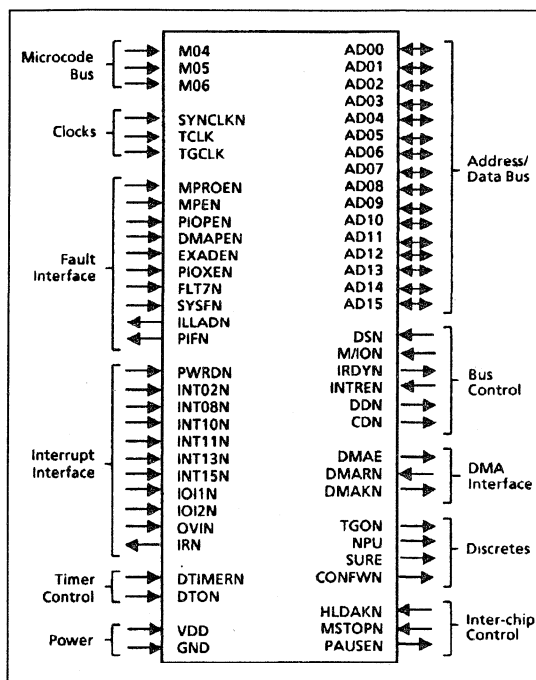 Microcode
Bus
M04
M05
M06
Clocks
SYNCLKN
TCLK
TGCLK
Fault
Interface
MPROEN
MPEN
PIOPEN
DMAPEN
EXADEN
PIOXEN
FLT7N
SYSFN
ILLADN
PIFN
Interrupt
Interface
PWRDN
INT02N
INT08N
INT10N
INT11N
INT13N
INT15N
IOI1N
IOI2N
OVIN
IRN
Timer
Control
DTIMERN
DTON
Power
VDD
GND
AD00
AD01
AD02
AD03
AD04
AD05
AD06
AD07
AD08
AD09
AD10
AD11
AD12
AD13
AD14
AD15
Address/
Data Bus
DSN
M/ION
IRDYN
INTREN
DDN
CDN
Bus
Control
DMAE
DMARN
DMAKN
DMA
Interface
TGON
NPU
SURE
CONFWN
Discretes
HLDAKN
MSTOPN
PAUSEN
Inter-chip
Control